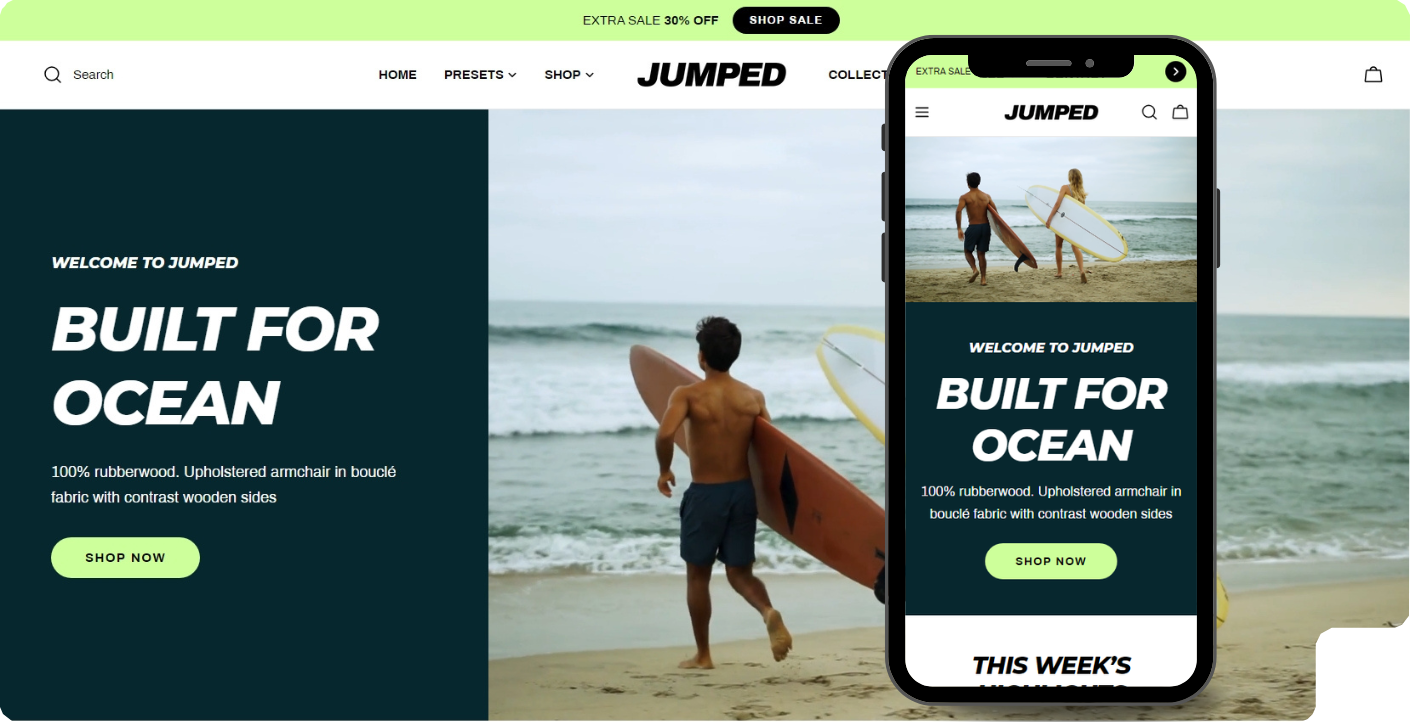 EXTRA SALE 30% OFF SHOP SALE
Search HOME PRESETS SHOP JUMPED COLLECT
WELCOME TO JUMPED
BUILT FOR
OCEAN
100% rubberwood. Upholstered armchair in bouclé
fabric with contrast wooden sides
SHOP NOW
EXTRA SALE
JUMPED
WELCOME TO JUMPED
BUILT FOR
OCEAN
100% rubberwood. Upholstered armchair in
bouclé fabric with contrast wooden sides
SHOP NOW
THIS WEEK’S